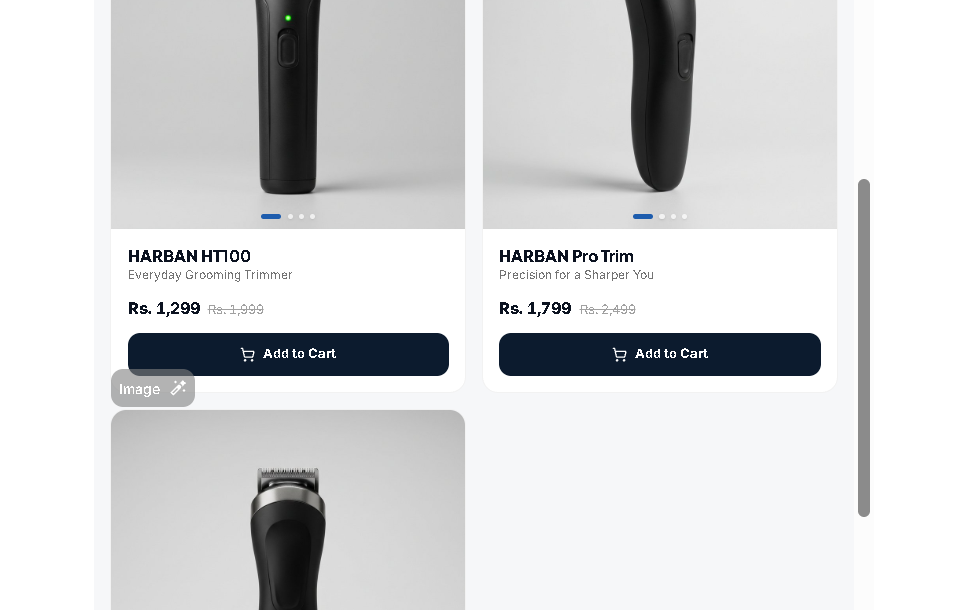 HARBAN HT100
Everyday Grooming Trimmer
Rs. 1,299 Rs. 1,999
Add to Cart
HARBAN Pro Trim
Precision for a Sharper You
Rs. 1,799 Rs. 2,499
Add to Cart
Image